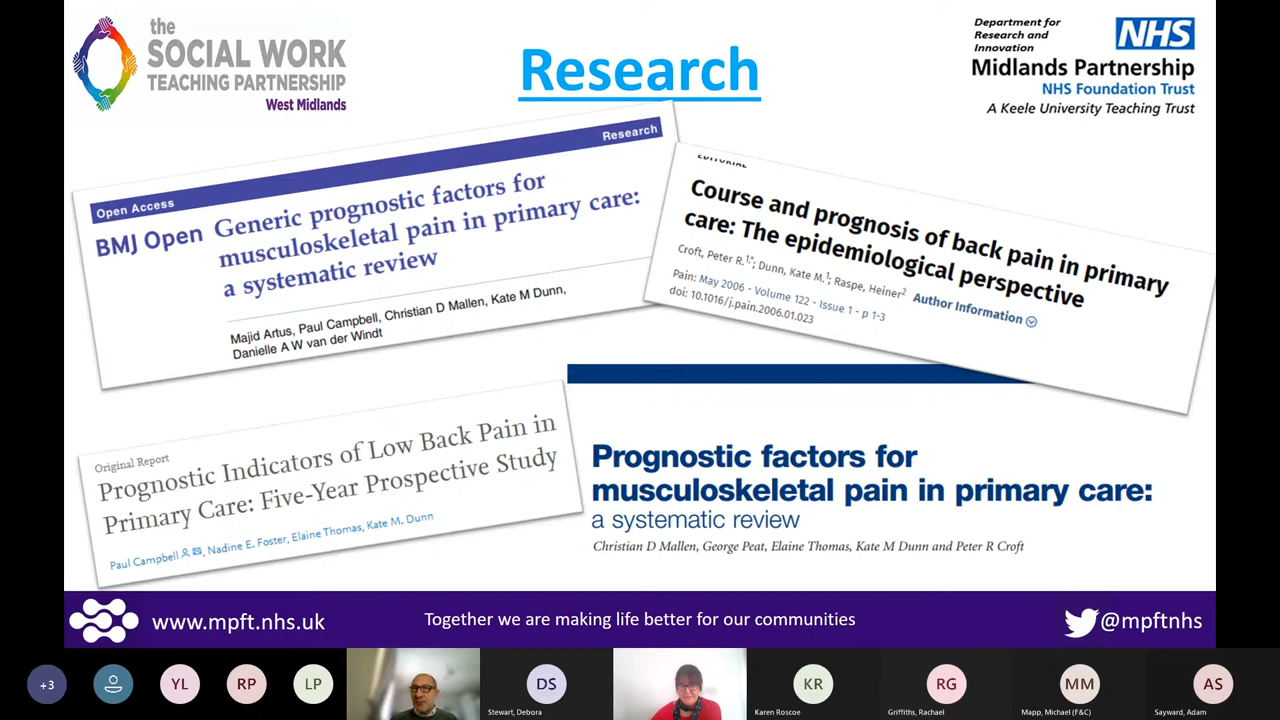 the
SOCIAL WORK
TEACHING PARTNERSHIP
West Midlands
Research
Department for
Research and
Innovation
NHS
Midlands Partnership
NHS Foundation Trust
A Keele University Teaching Trust
Research
Open Access
BMJ Open
Generic prognostic factors for
musculoskeletal pain in primary care:
a systematic review
Majid Artus, Paul Campbell, Christian D Mallen, Kate M Dunn,
Danielle A W van der Windt
EDITORIAL
Course and prognosis of back pain in primary
care: The epidemiological perspective
Croft, Peter R.1,*; Dunn, Kate M.1; Raspe, Heiner2 Author Information
Pain: May 2006 - Volume 122 - Issue 1 - p 1-3
doi: 10.1016/j.pain.2006.01.023
Original Report
Prognostic Indicators of Low Back Pain in
Primary Care: Five-Year Prospective Study
Paul Campbell, Nadine E. Foster, Elaine Thomas, Kate M. Dunn
Prognostic factors for
musculoskeletal pain in primary care:
a systematic review
Christian D Mallen, George Peat, Elaine Thomas, Kate M Dunn and Peter R Croft
www.mpft.nhs.uk
Together we are making life better for our communities
@mpftnhs
+3
YL
RP
LP
DS
Stewart, Debora
KR
Karen Roscoe
RG
Griffiths, Rachael
MM
Mapp, Michael (F&C)
AS
Sayward, Adam